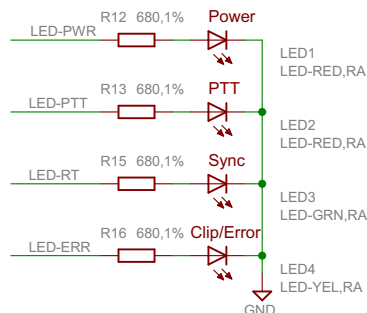 R12 680,1% Power
LED-PWR
LED1
LED-RED,RA
R13 680,1% PTT
LED-PTT
LED2
LED-RED,RA
R15 680,1% Sync
LED-RT
LED3
LED-GRN,RA
R16 680,1% Clip/Error
LED-ERR
LED4
LED-YEL,RA
GND